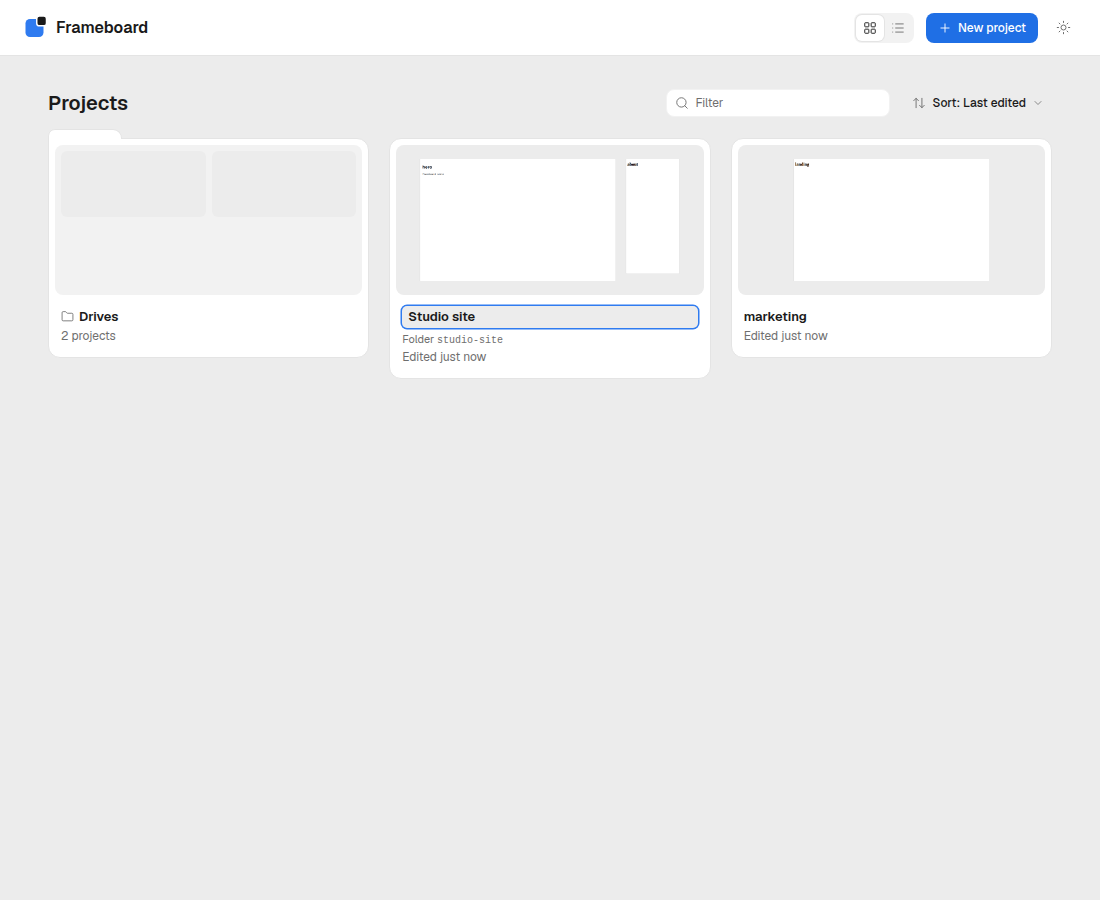 Frameboard
New project
Projects
Filter
Sort: Last edited
Drives
2 projects
hero
about
Studio site
Folder studio-site
Edited just now
landing
marketing
Edited just now